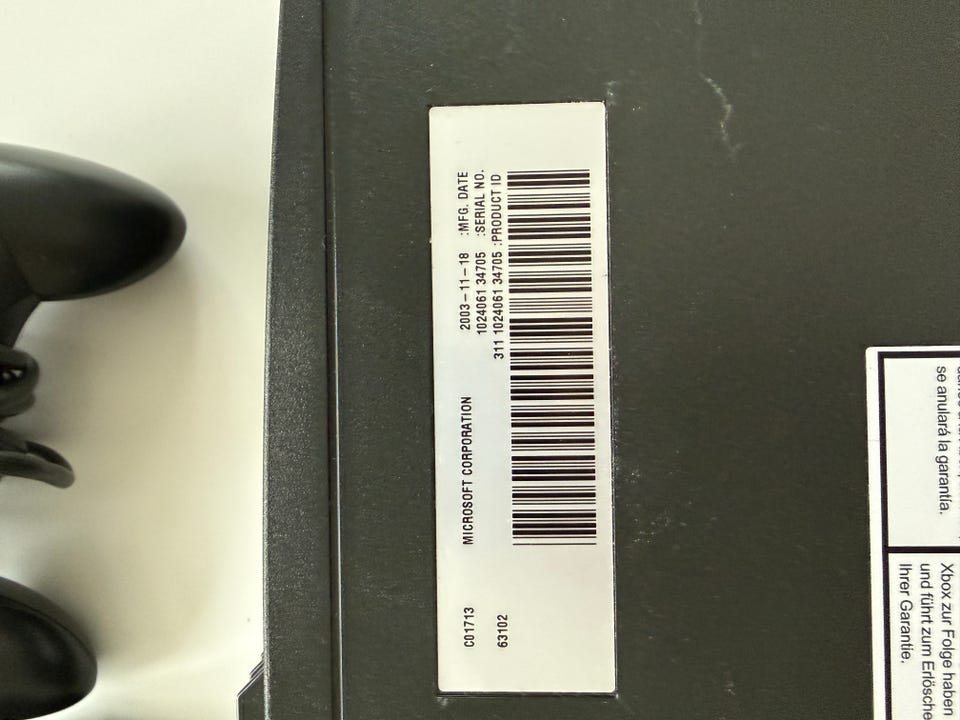 C01713 MICROSOFT CORPORATION 2003-11-18 :MFG. DATE
1024061 34705 :SERIAL NO.
63102 311 1024061 34705 :PRODUCT ID
se anulará la garantía.
Xbox zur Folge haben
und führt zum Erlösche
Ihrer Garantie.